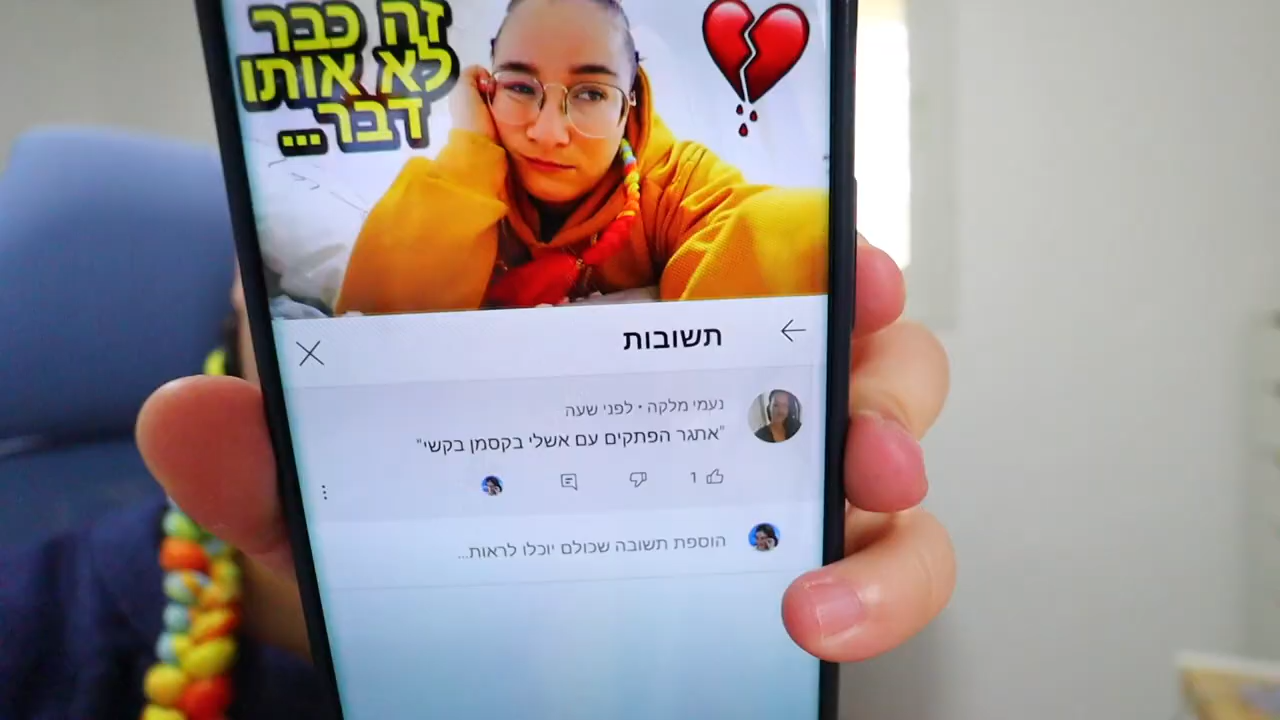 זה כבר
לא אותו
דבר...
תשובות
נעמי מלקה • לפני שעה
"אתגר הפתקים עם אשלי בקסמן בקשי"
1
הוספת תשובה שכולם יוכלו לראות...